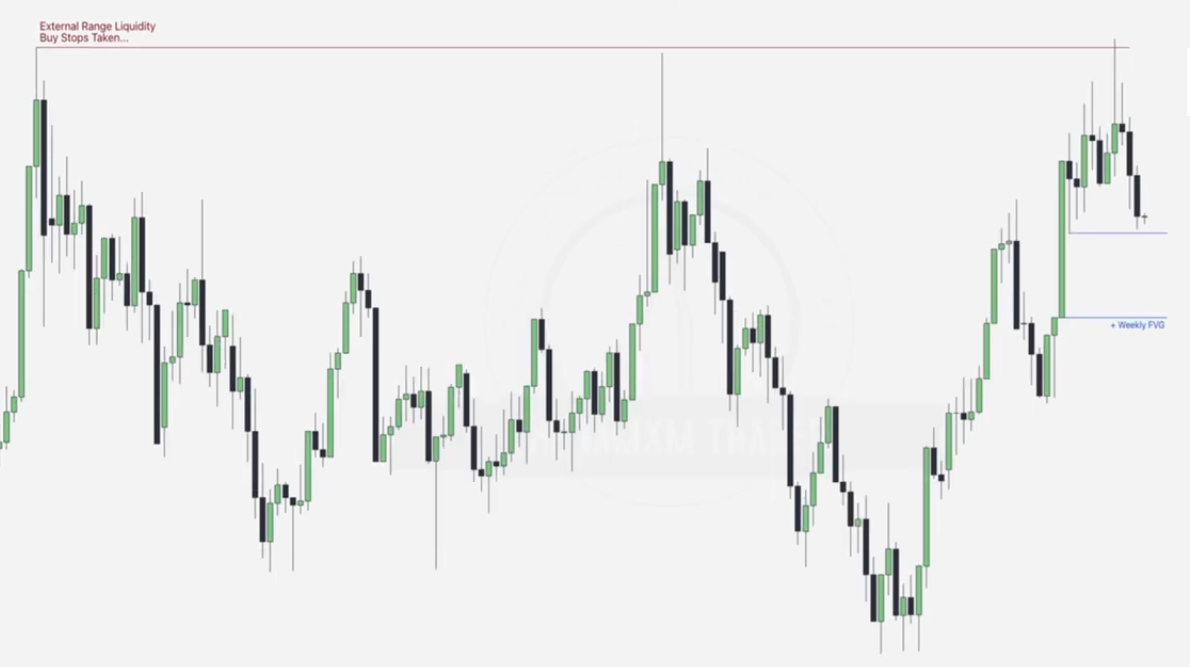 External Range Liquidity
Buy Stops Taken...
+ Weekly FVG